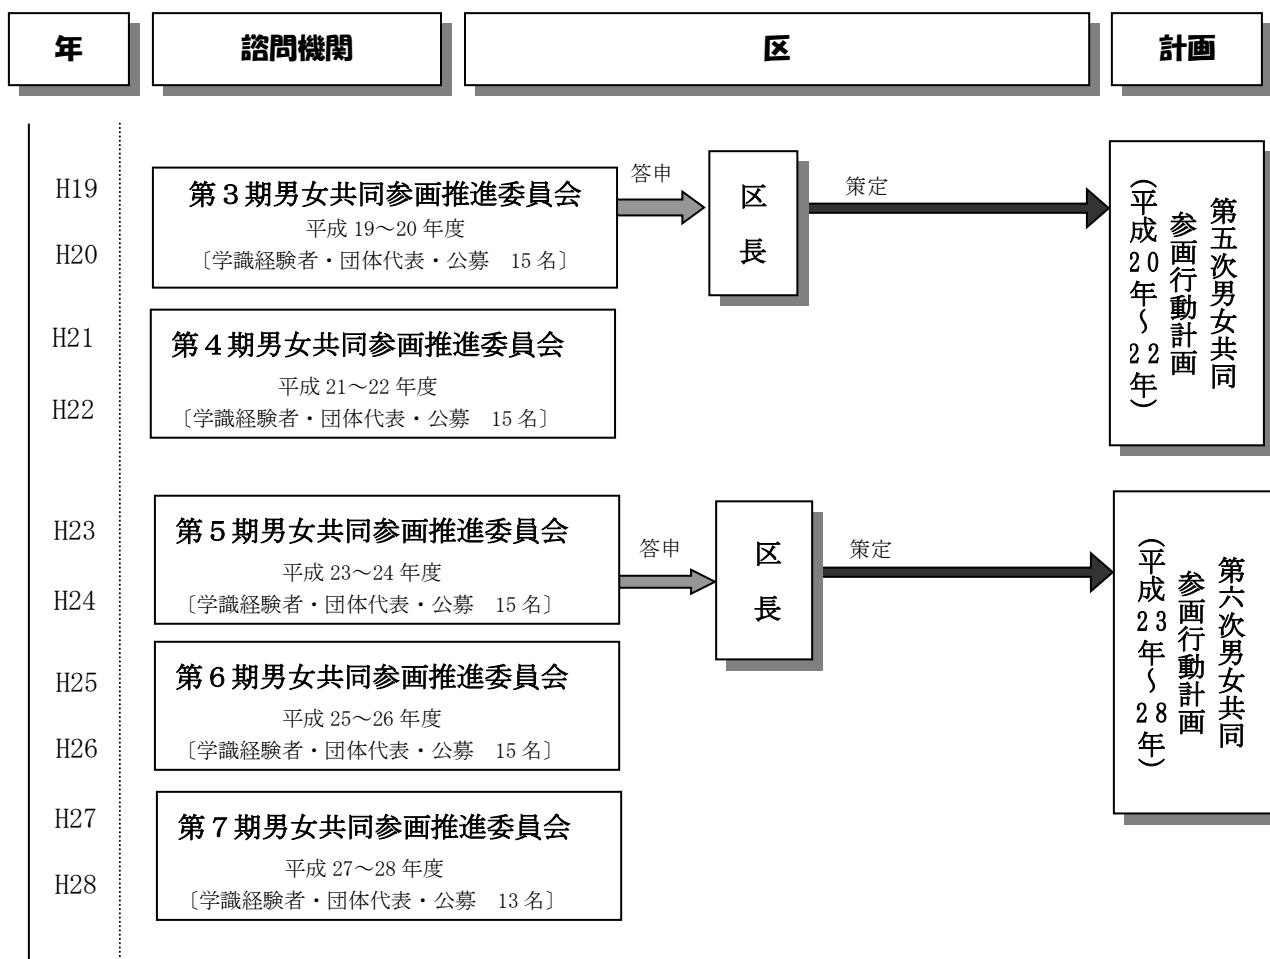 年
諮問機関
区
計画
H19
H20
第３期男女共同参画推進委員会
平成 19～20 年度
〔学識経験者・団体代表・公募　15 名〕
答申
区長
策定
第五次男女共同
参画行動計画
（平成２０年～２２年）
H21
H22
第４期男女共同参画推進委員会
平成 21～22 年度
〔学識経験者・団体代表・公募　15 名〕
H23
H24
第５期男女共同参画推進委員会
平成 23～24 年度
〔学識経験者・団体代表・公募　15 名〕
答申
区長
策定
第六次男女共同
参画行動計画
（平成２３年～２８年）
H25
H26
第６期男女共同参画推進委員会
平成 25～26 年度
〔学識経験者・団体代表・公募　15 名〕
H27
H28
第７期男女共同参画推進委員会
平成 27～28 年度
〔学識経験者・団体代表・公募　13 名〕